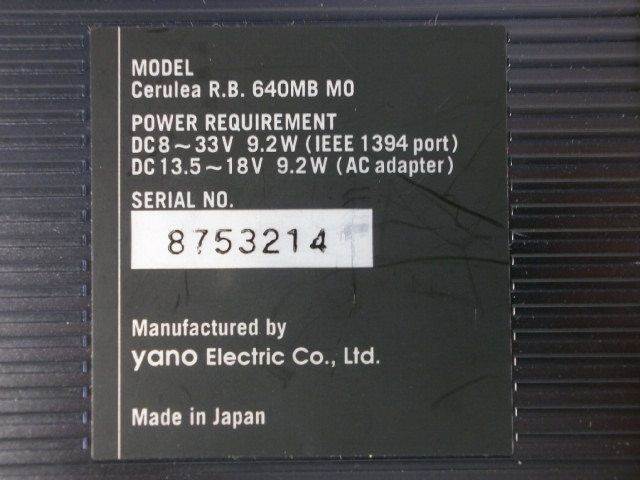 MODEL
Cerulea R.B. 640MB MO
POWER REQUIREMENT
DC8~33V 9.2W (IEEE 1394 port)
DC13.5~18V 9.2W (AC adapter)
SERIAL NO.
8753214
Manufactured by
yano Electric Co., Ltd.
Made in Japan